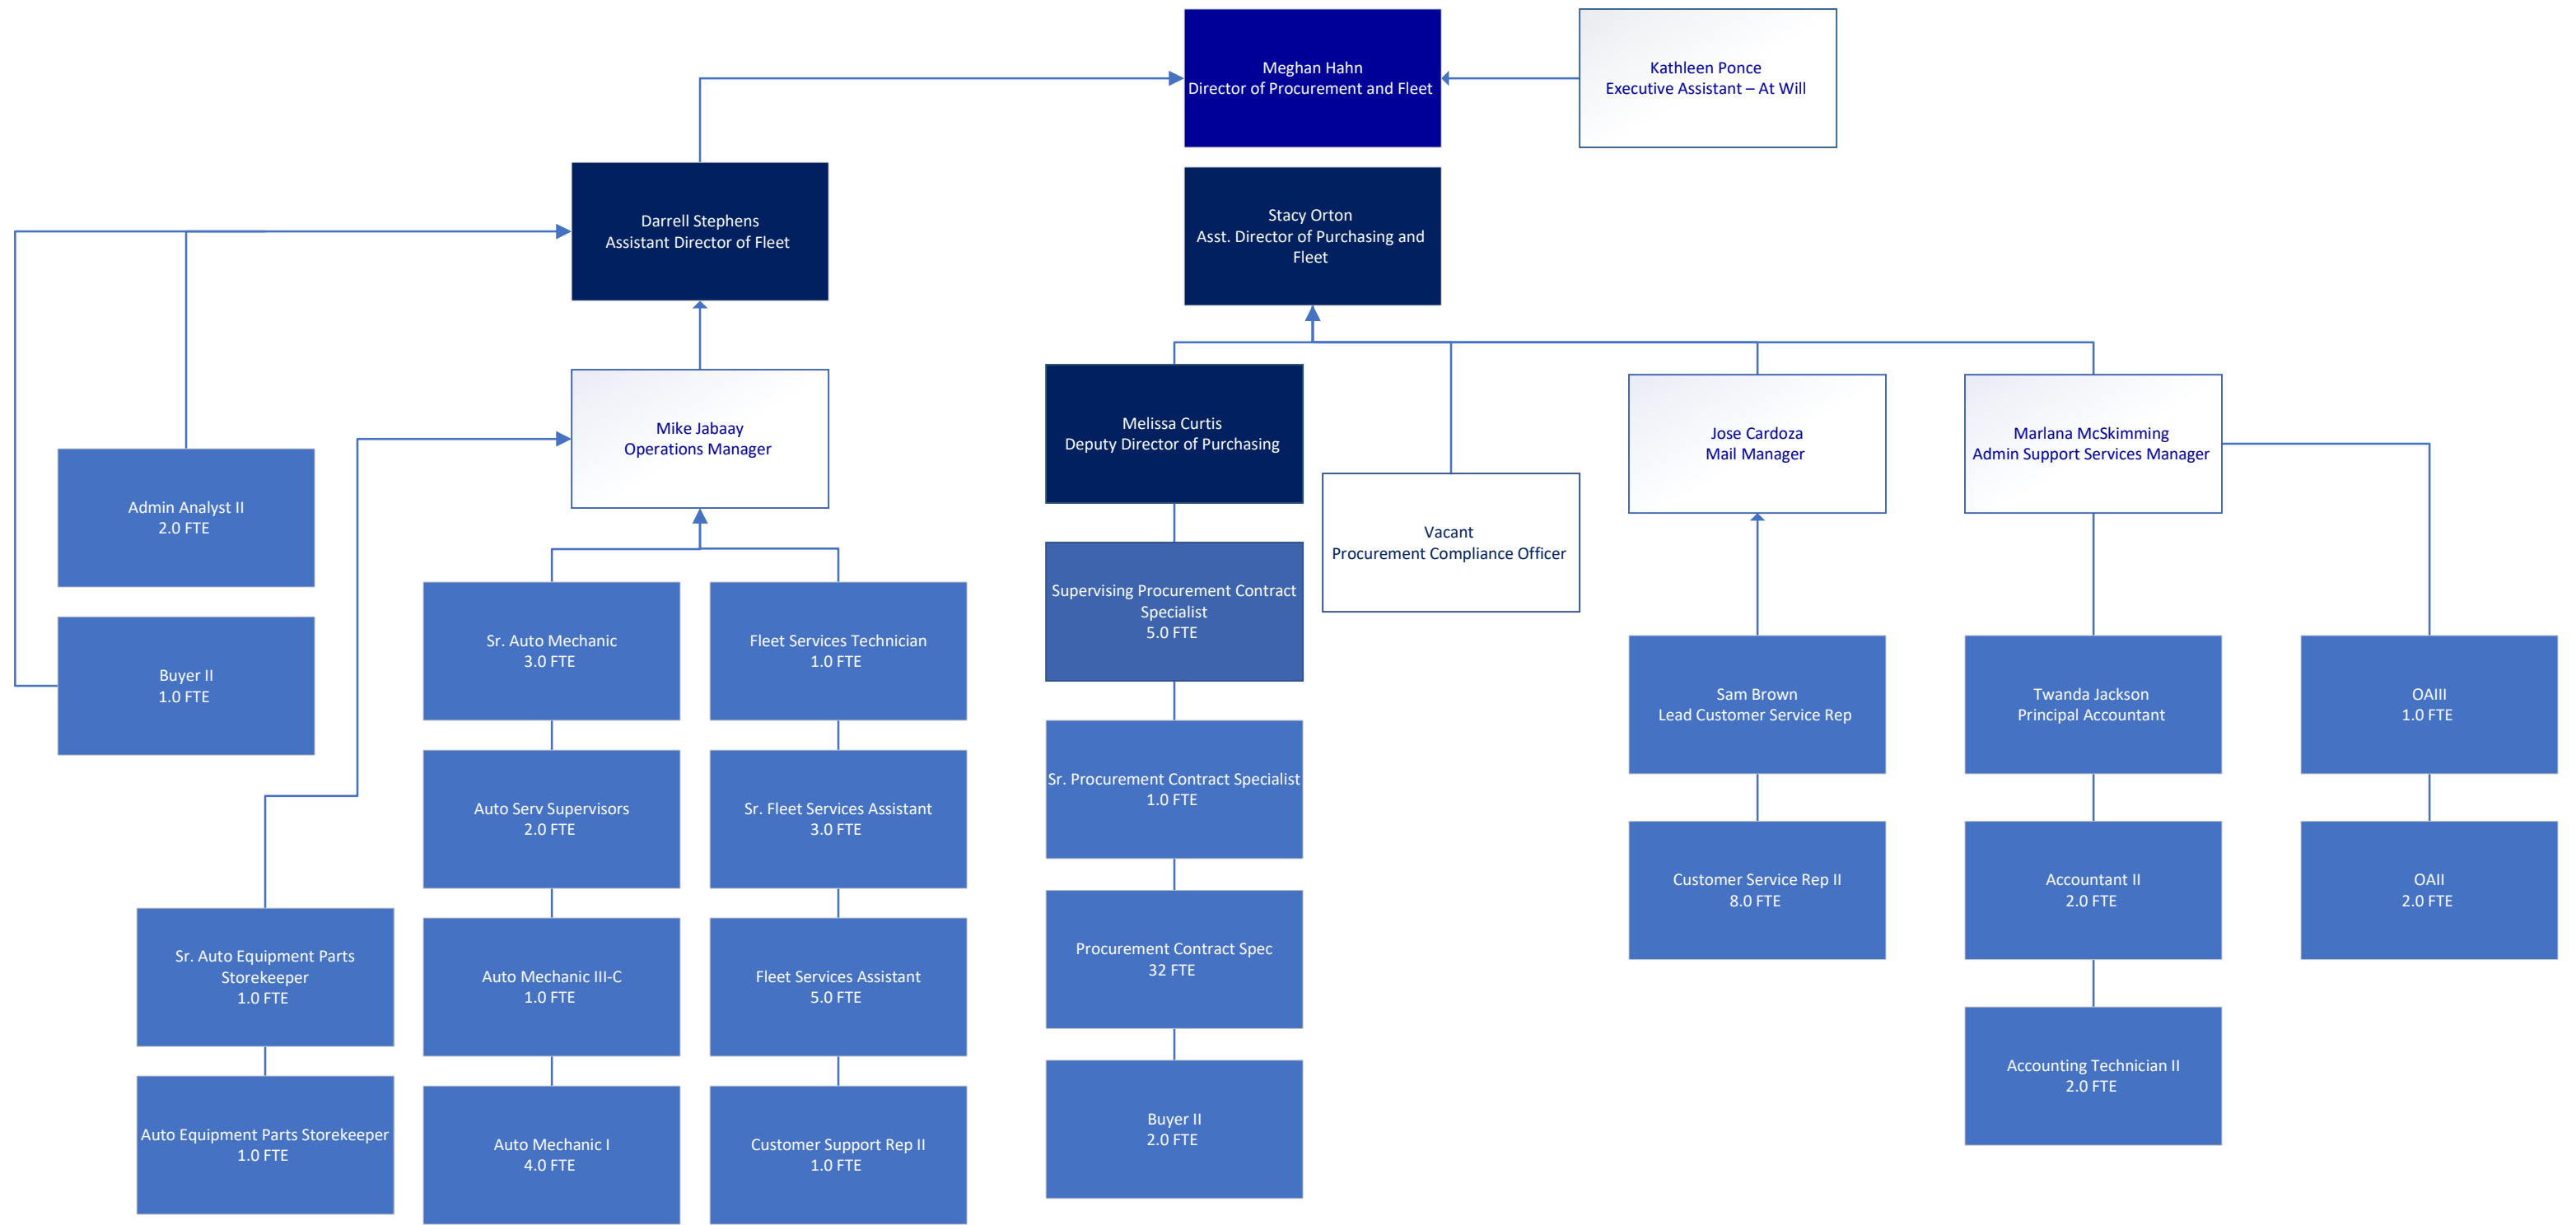 Meghan Hahn
Director of Procurement and Fleet
Kathleen Ponce
Executive Assistant – At Will
Darrell Stephens
Assistant Director of Fleet
Stacy Orton
Asst. Director of Purchasing and
Fleet
Mike Jabaay
Operations Manager
Melissa Curtis
Deputy Director of Purchasing
Jose Cardoza
Mail Manager
Marlana McSkimming
Admin Support Services Manager
Admin Analyst II
2.0 FTE
Vacant
Procurement Compliance Officer
Buyer II
1.0 FTE
Sr. Auto Mechanic
3.0 FTE
Fleet Services Technician
1.0 FTE
Supervising Procurement Contract
Specialist
5.0 FTE
Sam Brown
Lead Customer Service Rep
Twanda Jackson
Principal Accountant
OAIII
1.0 FTE
Auto Serv Supervisors
2.0 FTE
Sr. Fleet Services Assistant
3.0 FTE
Sr. Procurement Contract Specialist
1.0 FTE
Customer Service Rep II
8.0 FTE
Accountant II
2.0 FTE
OAII
2.0 FTE
Sr. Auto Equipment Parts
Storekeeper
1.0 FTE
Auto Mechanic III-C
1.0 FTE
Fleet Services Assistant
5.0 FTE
Procurement Contract Spec
32 FTE
Accounting Technician II
2.0 FTE
Auto Equipment Parts Storekeeper
1.0 FTE
Auto Mechanic I
4.0 FTE
Customer Support Rep II
1.0 FTE
Buyer II
2.0 FTE